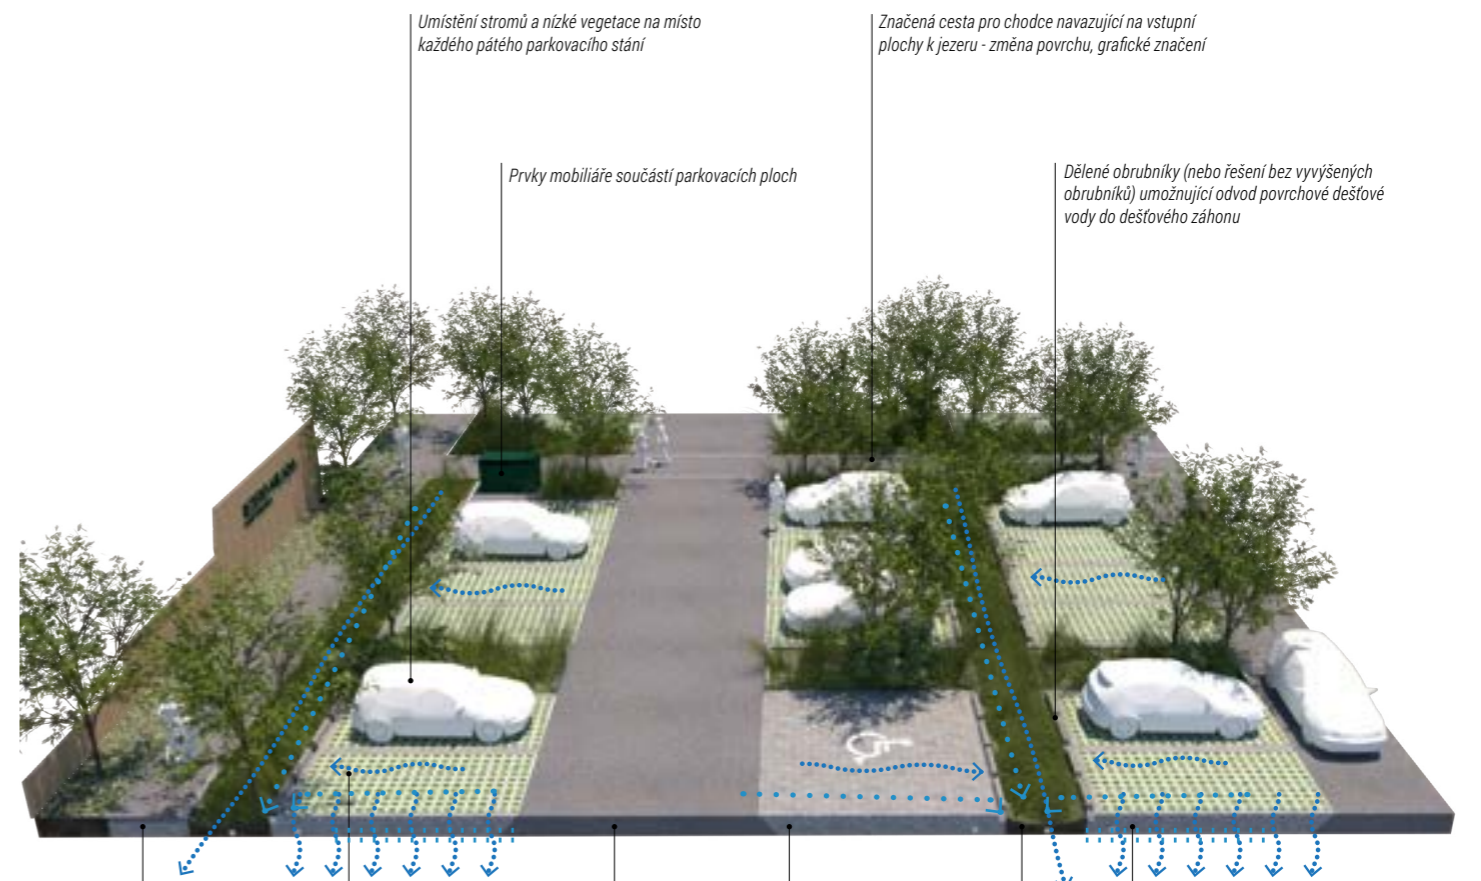 Umístění stromů a nízké vegetace na místo
každého pátého parkovacího stání
Značená cesta pro chodce navazující na vstupní
plochy k jezeru - změna povrchu, grafické značení
Prvky mobiliáře součástí parkovacích ploch
Dělené obrubníky (nebo řešení bez vyvýšených
obrubníků) umožnující odvod povrchové dešťové
vody do dešťového záhonu